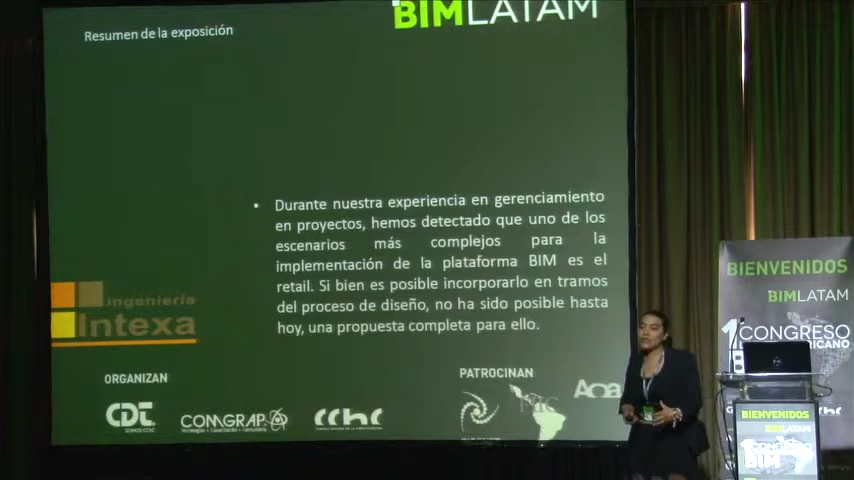 Resumen de la exposición
BIMLATAM
• Durante nuestra experiencia en gerenciamiento
en proyectos, hemos detectado que uno de los
escenarios más complejos para la
implementación de la plataforma BIM es el
retail. Si bien es posible incorporarlo en tramos
del proceso de diseño, no ha sido posible hasta
hoy, una propuesta completa para ello.
ingeniería
Intexa
ORGANIZAN
PATROCINAN
CDT
COMGRAP
cchc
AOA
BIENVENIDOS
BIMLATAM
CONGRESO
BIENVENIDOS
BIMLATAM
CONGRESO
BIM